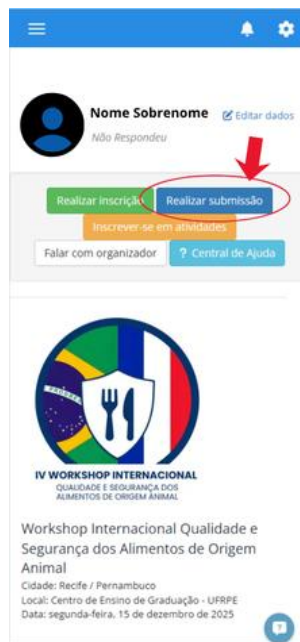 Nome Sobrenome
Editar dados
Não Respondeu
Realizar inscrição
Realizar submissão
Inscrever-se em atividades
Falar com organizador
? Central de Ajuda
IV WORKSHOP INTERNACIONAL
QUALIDADE E SEGURANÇA DOS
ALIMENTOS DE ORIGEM ANIMAL
Workshop Internacional Qualidade e
Segurança dos Alimentos de Origem
Animal
Cidade: Recife / Pernambuco
Local: Centro de Ensino de Graduação - UFRPE
Data: segunda-feira, 15 de dezembro de 2025